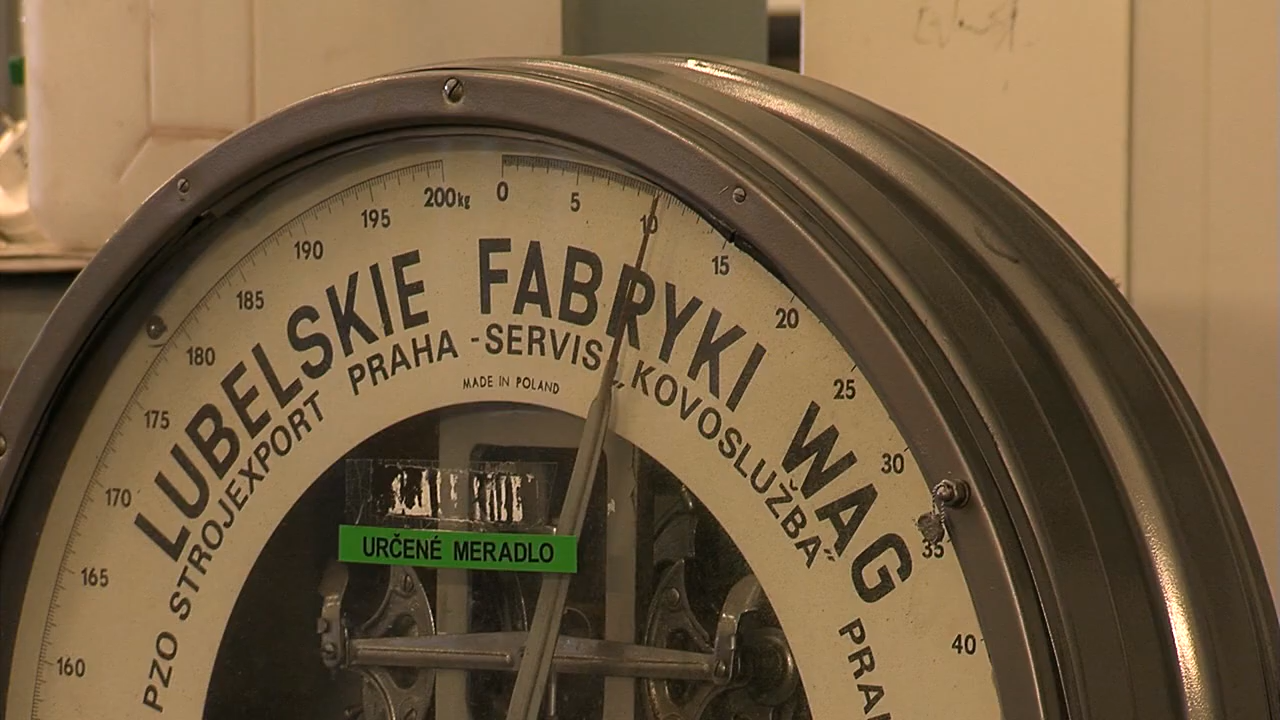 200kg 0 5 10 15 20 25 30 35 40
195
190
185
180
175
170
165
160
LUBELSKIE FABRYKI WAG
PZO STROJEXPORT PRAHA - SERVIS „KOVOSLUŽBA“
MADE IN POLAND
URČENÉ MERADLO